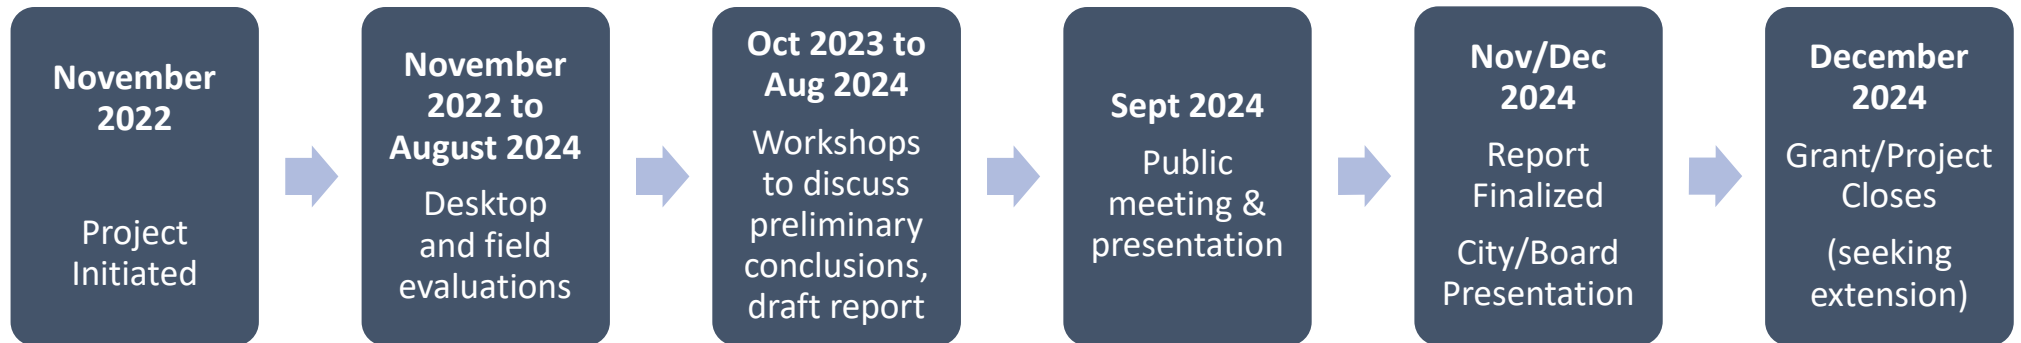 November
2022
Project
Initiated
November
2022 to
August 2024
Desktop
and field
evaluations
Oct 2023 to
Aug 2024
Workshops
to discuss
preliminary
conclusions,
draft report
Sept 2024
Public
meeting &
presentation
Nov/Dec
2024
Report
Finalized
City/Board
Presentation
December
2024
Grant/Project
Closes
(seeking
extension)